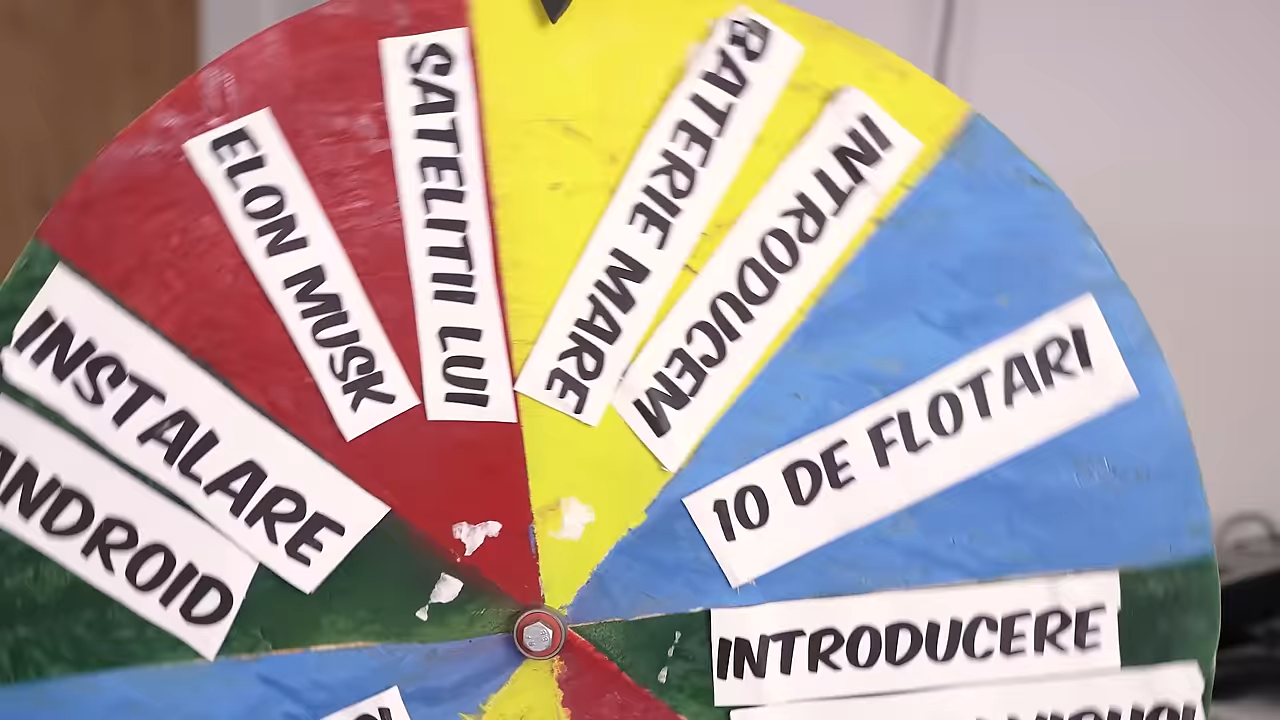 SATELITII LUI
ELON MUSK
BATERIE MARE
INTRODUCEM
10 DE FLOTARI
INTRODUCERE
INSTALARE
ANDROID